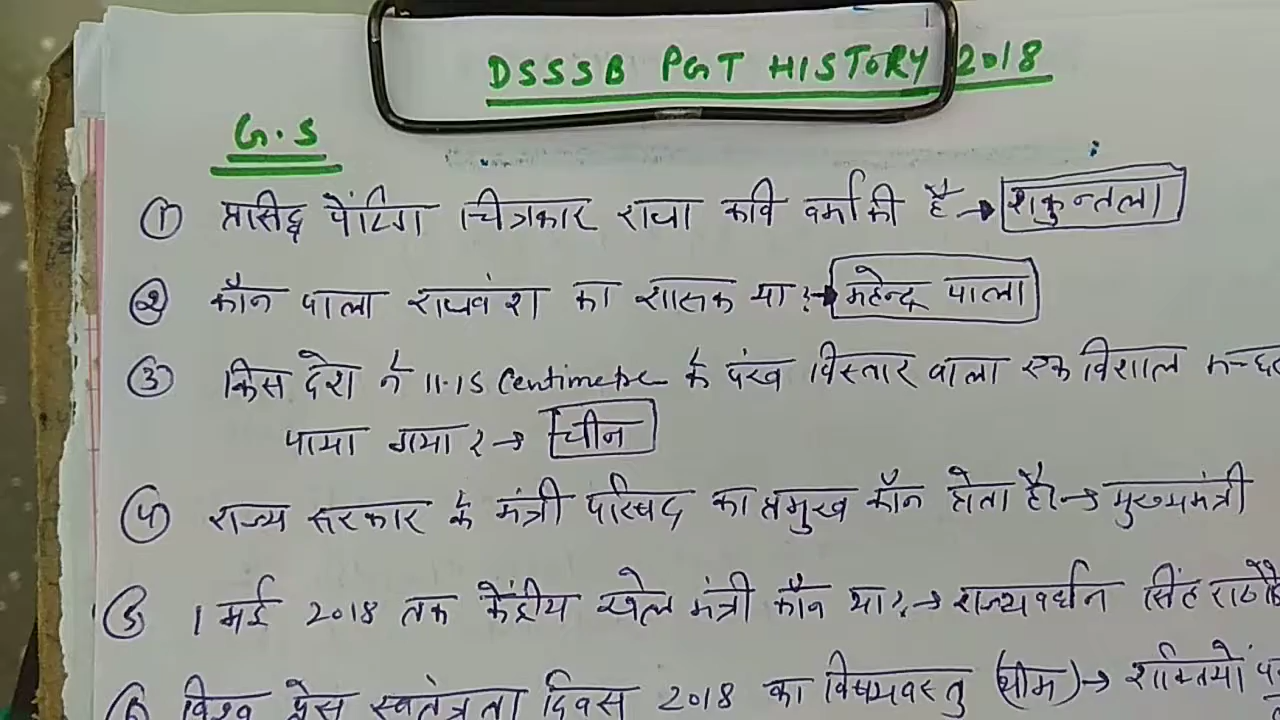 DSSSB PGT HISTORY 2018
G.S
① प्रसिद्ध पेंटिंग चित्रकार राजा कवि वर्मा की है → शकुन्तला
② कौन पाला राजवंश का शासक था? → महेन्द्र पाला
③ किस देश ने 11.15 Centimetre के पंख विस्तार वाला एक विशाल
पाया गया? → चीन
④ राज्य सरकार के मंत्री परिषद का प्रमुख कौन होता है? → मुख्यमंत्री
⑤ 1 मई 2018 तक केंद्रीय खेल मंत्री कौन था? → राज्यवर्धन सिंह
⑥ विश्व प्रेस स्वतंत्रता दिवस 2018 का विषयवस्तु (थीम) → शक्तियों